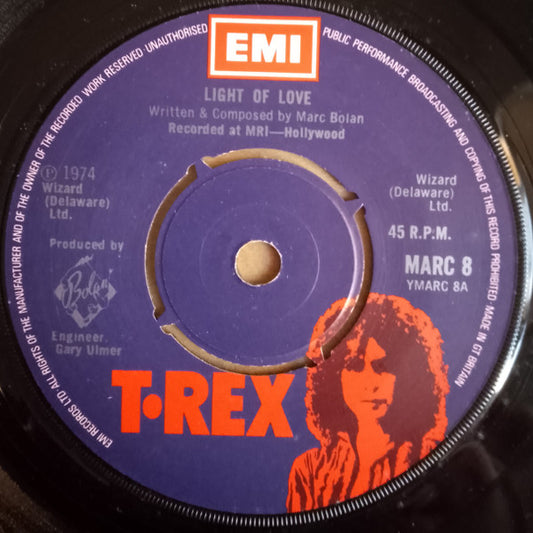 EMI
LIGHT OF LOVE
Written & Composed by Marc Bolan
Recorded at MRI—Hollywood
Ⓟ 1974
Wizard
(Delaware)
Ltd.
Wizard
(Delaware)
Ltd.
45 R.P.M.
Produced by
Bolan
MARC 8
YMARC 8A
Engineer.
Gary Ulmer
T•REX
EMI RECORDS LTD ALL RIGHTS OF THE MANUFACTURER AND OF THE OWNER OF THE RECORDED WORK RESERVED UNAUTHORISED
PUBLIC PERFORMANCE BROADCASTING AND COPYING OF THIS RECORD PROHIBITED MADE IN GT BRITAIN